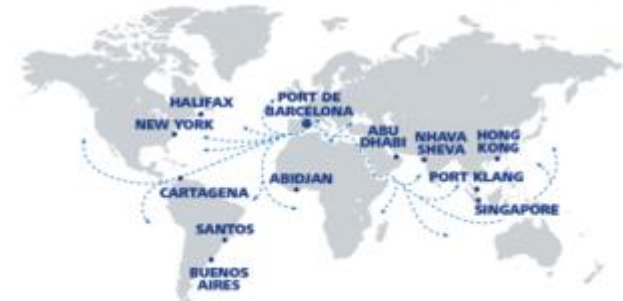 HALIFAX
PORT DE
BARCELONA
NEW YORK
ABU
DHABI
NHAVA
SHEVA
HONG
KONG
ABIDJAN
PORT KLANG
CARTAGENA
SINGAPORE
SANTOS
BUENOS
AIRES